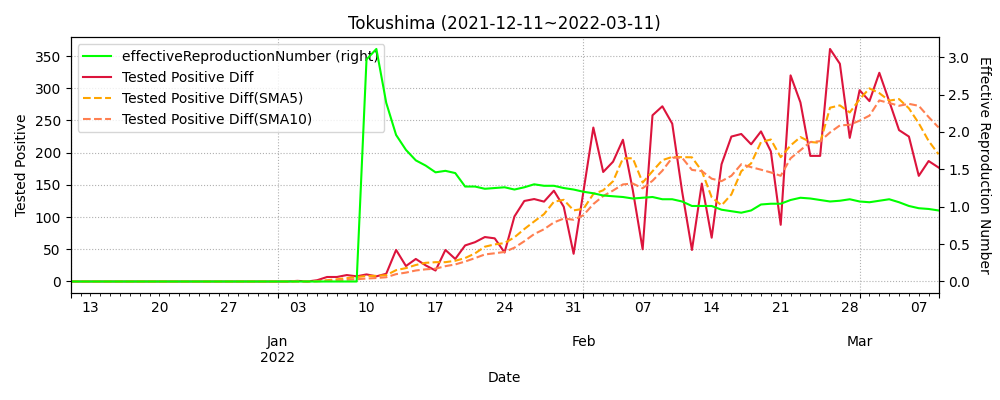 Tokushima (2021-12-11~2022-03-11)
effectiveReproductionNumber (right)
Tested Positive Diff
Tested Positive Diff(SMA5)
Tested Positive Diff(SMA10)
Tested Positive
350
300
250
200
150
100
50
0
3.0
2.5
2.0
1.5
1.0
0.5
0.0
Effective Reproduction Number
13 20 27 03 10 17 24 31 07 14 21 28 07
Jan Feb Mar
2022
Date